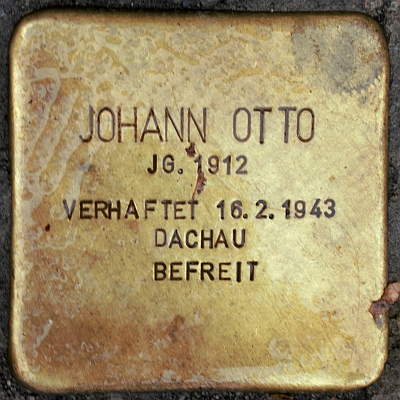 JOHANN OTTO
JG. 1912
VERHAFTET 16.2.1943
DACHAU
BEFREIT